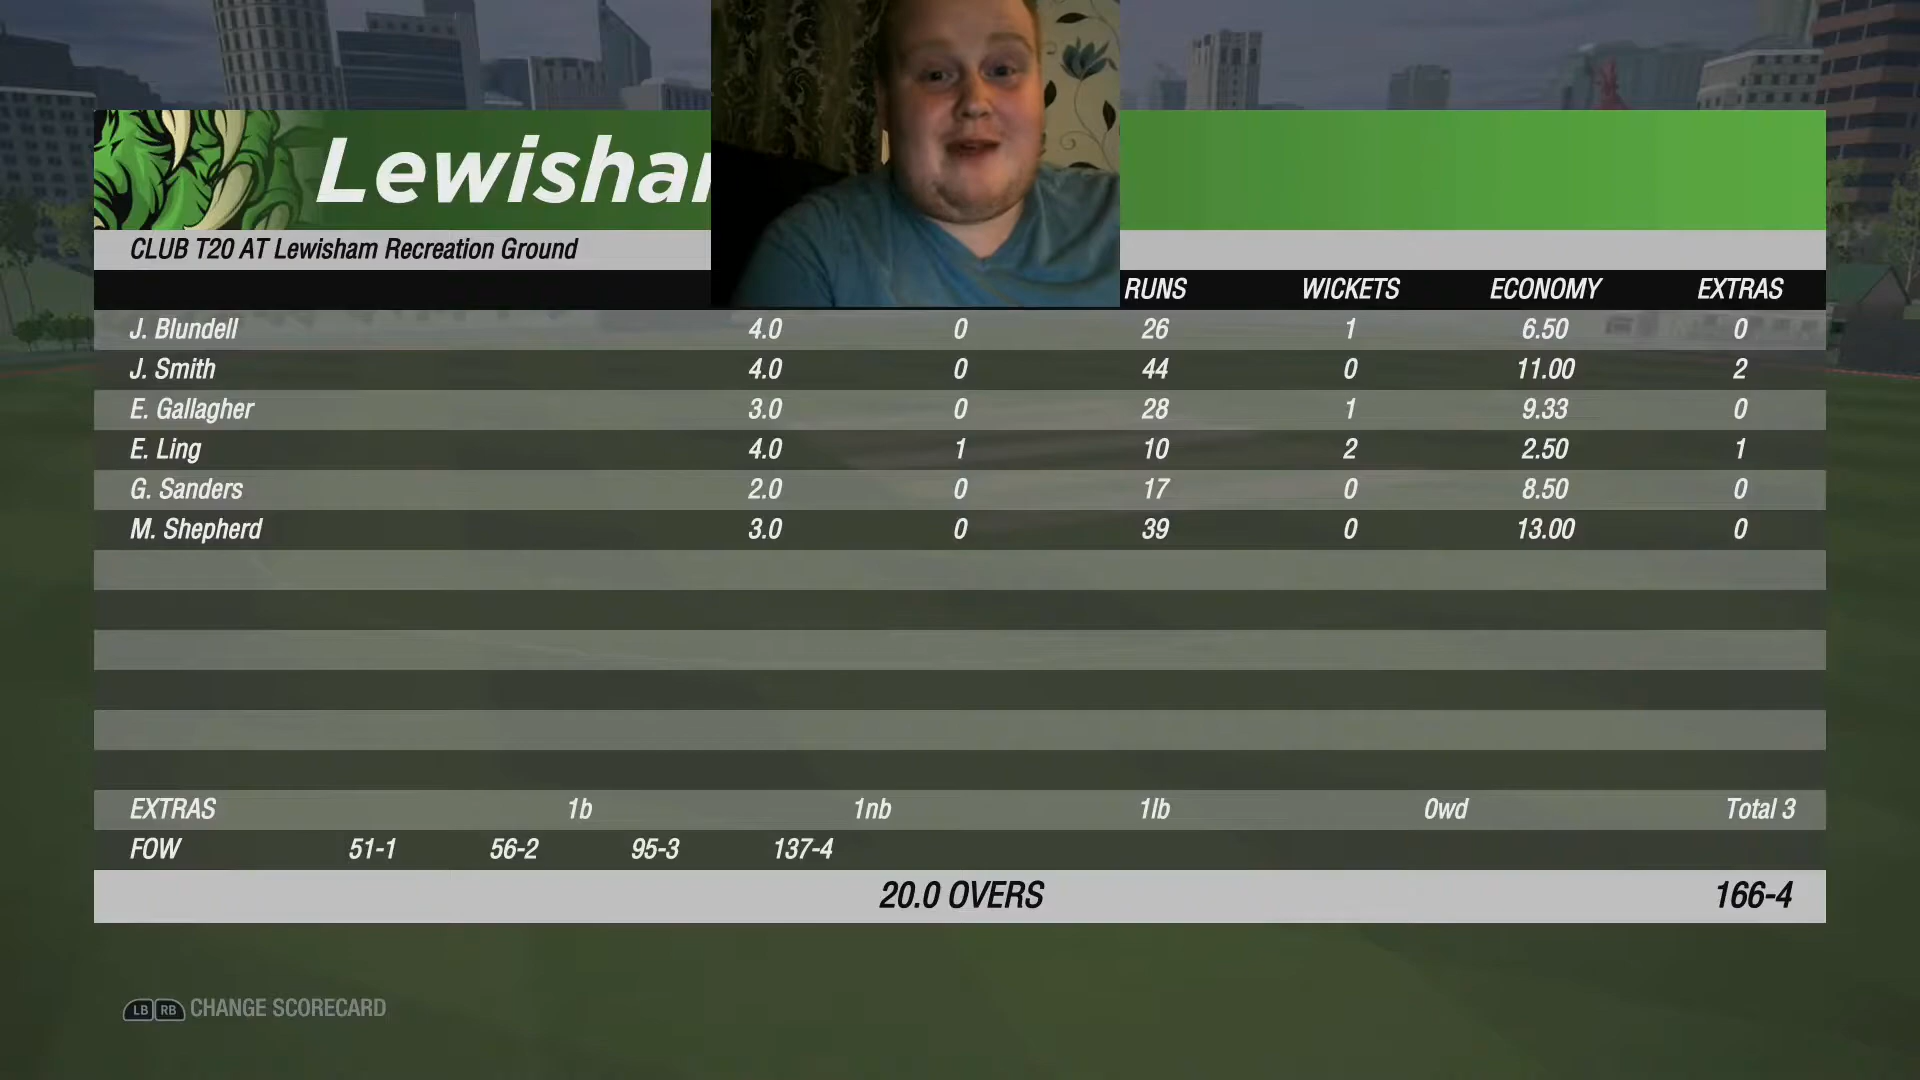 Lewisha
CLUB T20 AT Lewisham Recreation Ground
RUNS WICKETS ECONOMY EXTRAS
J. Blundell 4.0 0 26 1 6.50 0
J. Smith 4.0 0 44 0 11.00 2
E. Gallagher 3.0 0 28 1 9.33 0
E. Ling 4.0 1 10 2 2.50 1
G. Sanders 2.0 0 17 0 8.50 0
M. Shepherd 3.0 0 39 0 13.00 0
EXTRAS 1b 1nb 1lb 0wd Total 3
FOW 51-1 56-2 95-3 137-4
20.0 OVERS 166-4
LB RB CHANGE SCORECARD